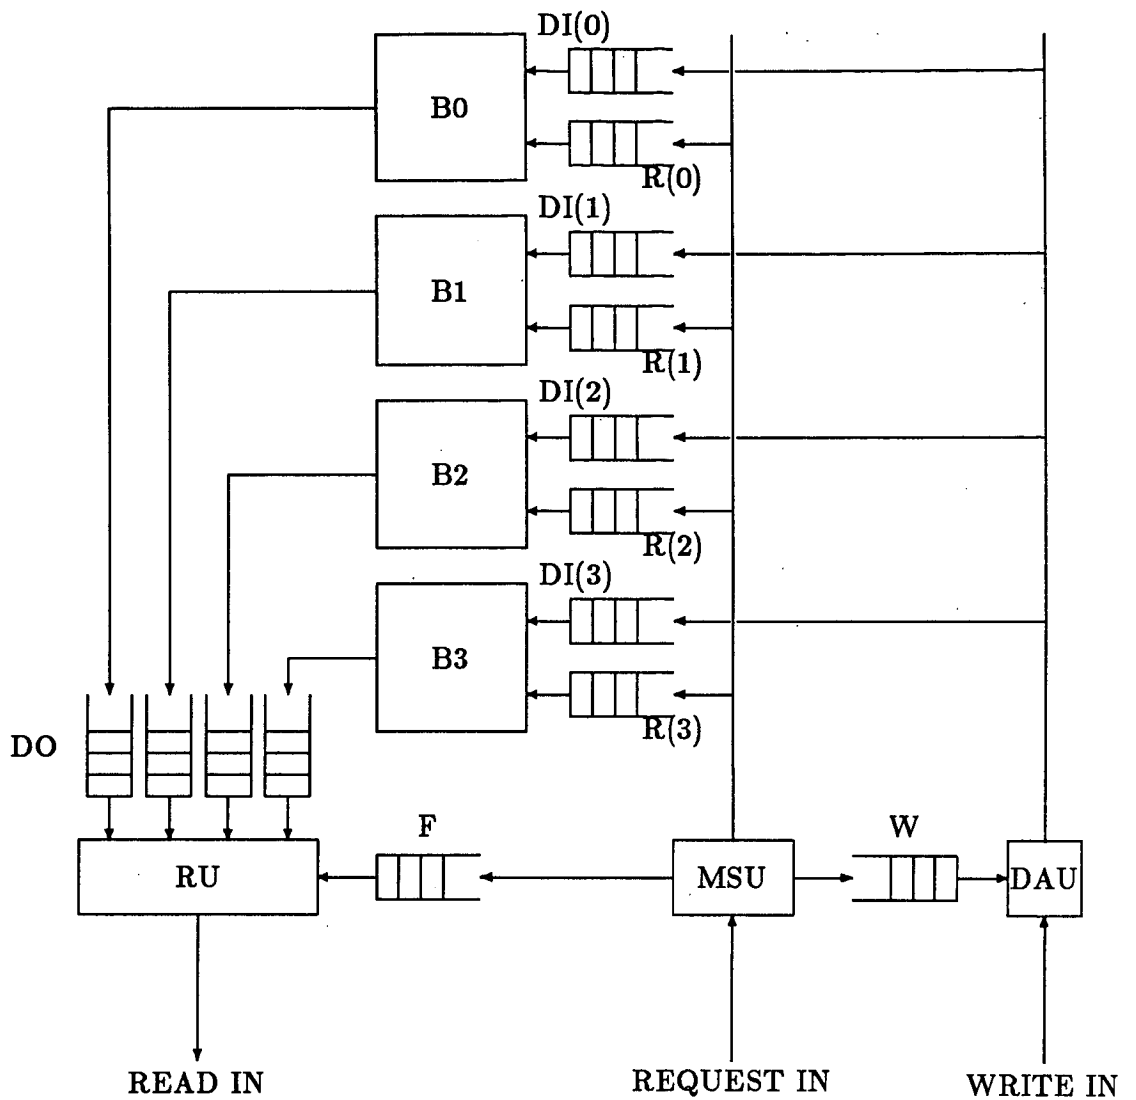 DI(0)
B0
R(0)
DI(1)
B1
R(1)
DI(2)
B2
R(2)
DI(3)
B3
R(3)
DO
F
W
RU
MSU
DAU
READ IN
REQUEST IN
WRITE IN